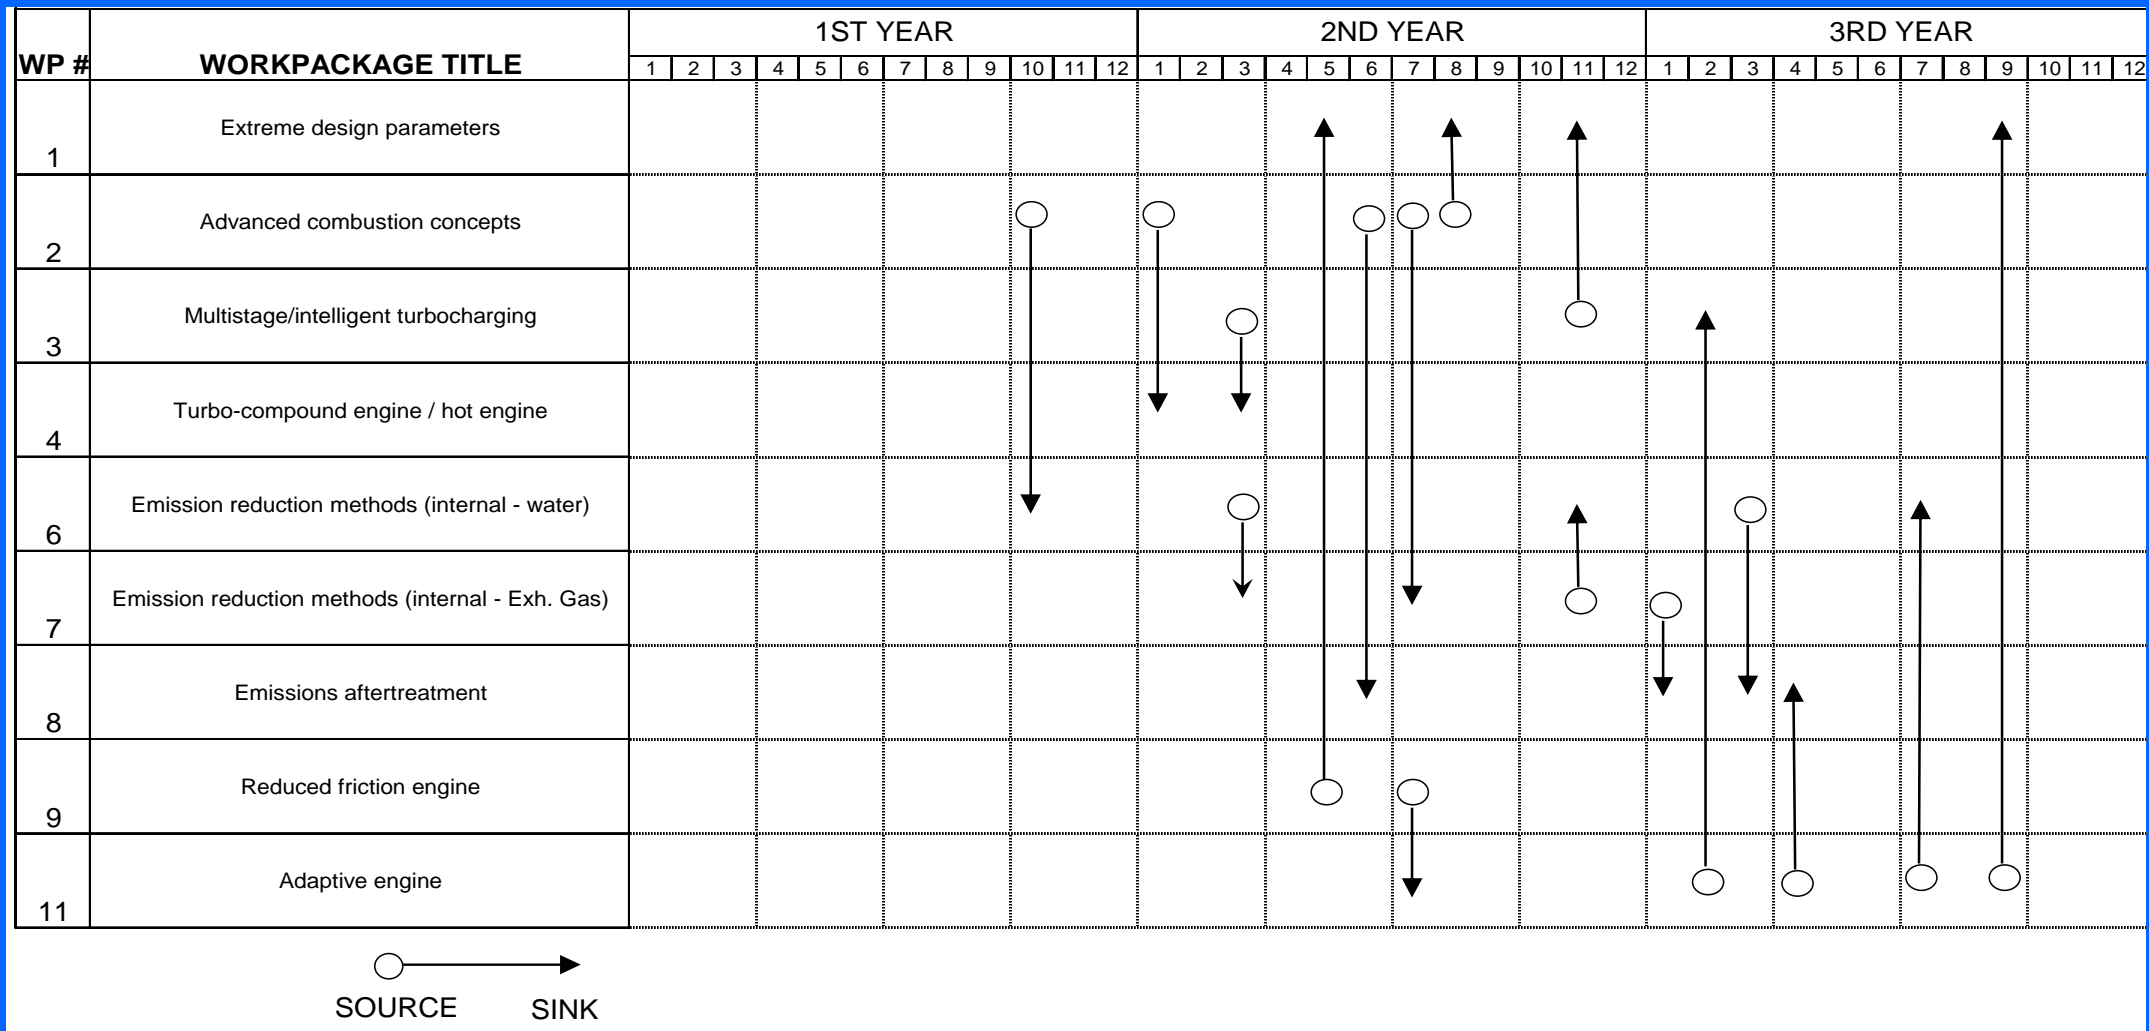 1ST YEAR 2ND YEAR 3RD YEAR
WP # WORKPACKAGE TITLE 1 2 3 4 5 6 7 8 9 10 11 12 1 2 3 4 5 6 7 8 9 10 11 12 1 2 3 4 5 6 7 8 9 10 11 12
Extreme design parameters
1
Advanced combustion concepts
2
Multistage/intelligent turbocharging
3
Turbo-compound engine / hot engine
4
Emission reduction methods (internal - water)
6
Emission reduction methods (internal - Exh. Gas)
7
Emissions aftertreatment
8
Reduced friction engine
9
Adaptive engine
11
SOURCE SINK